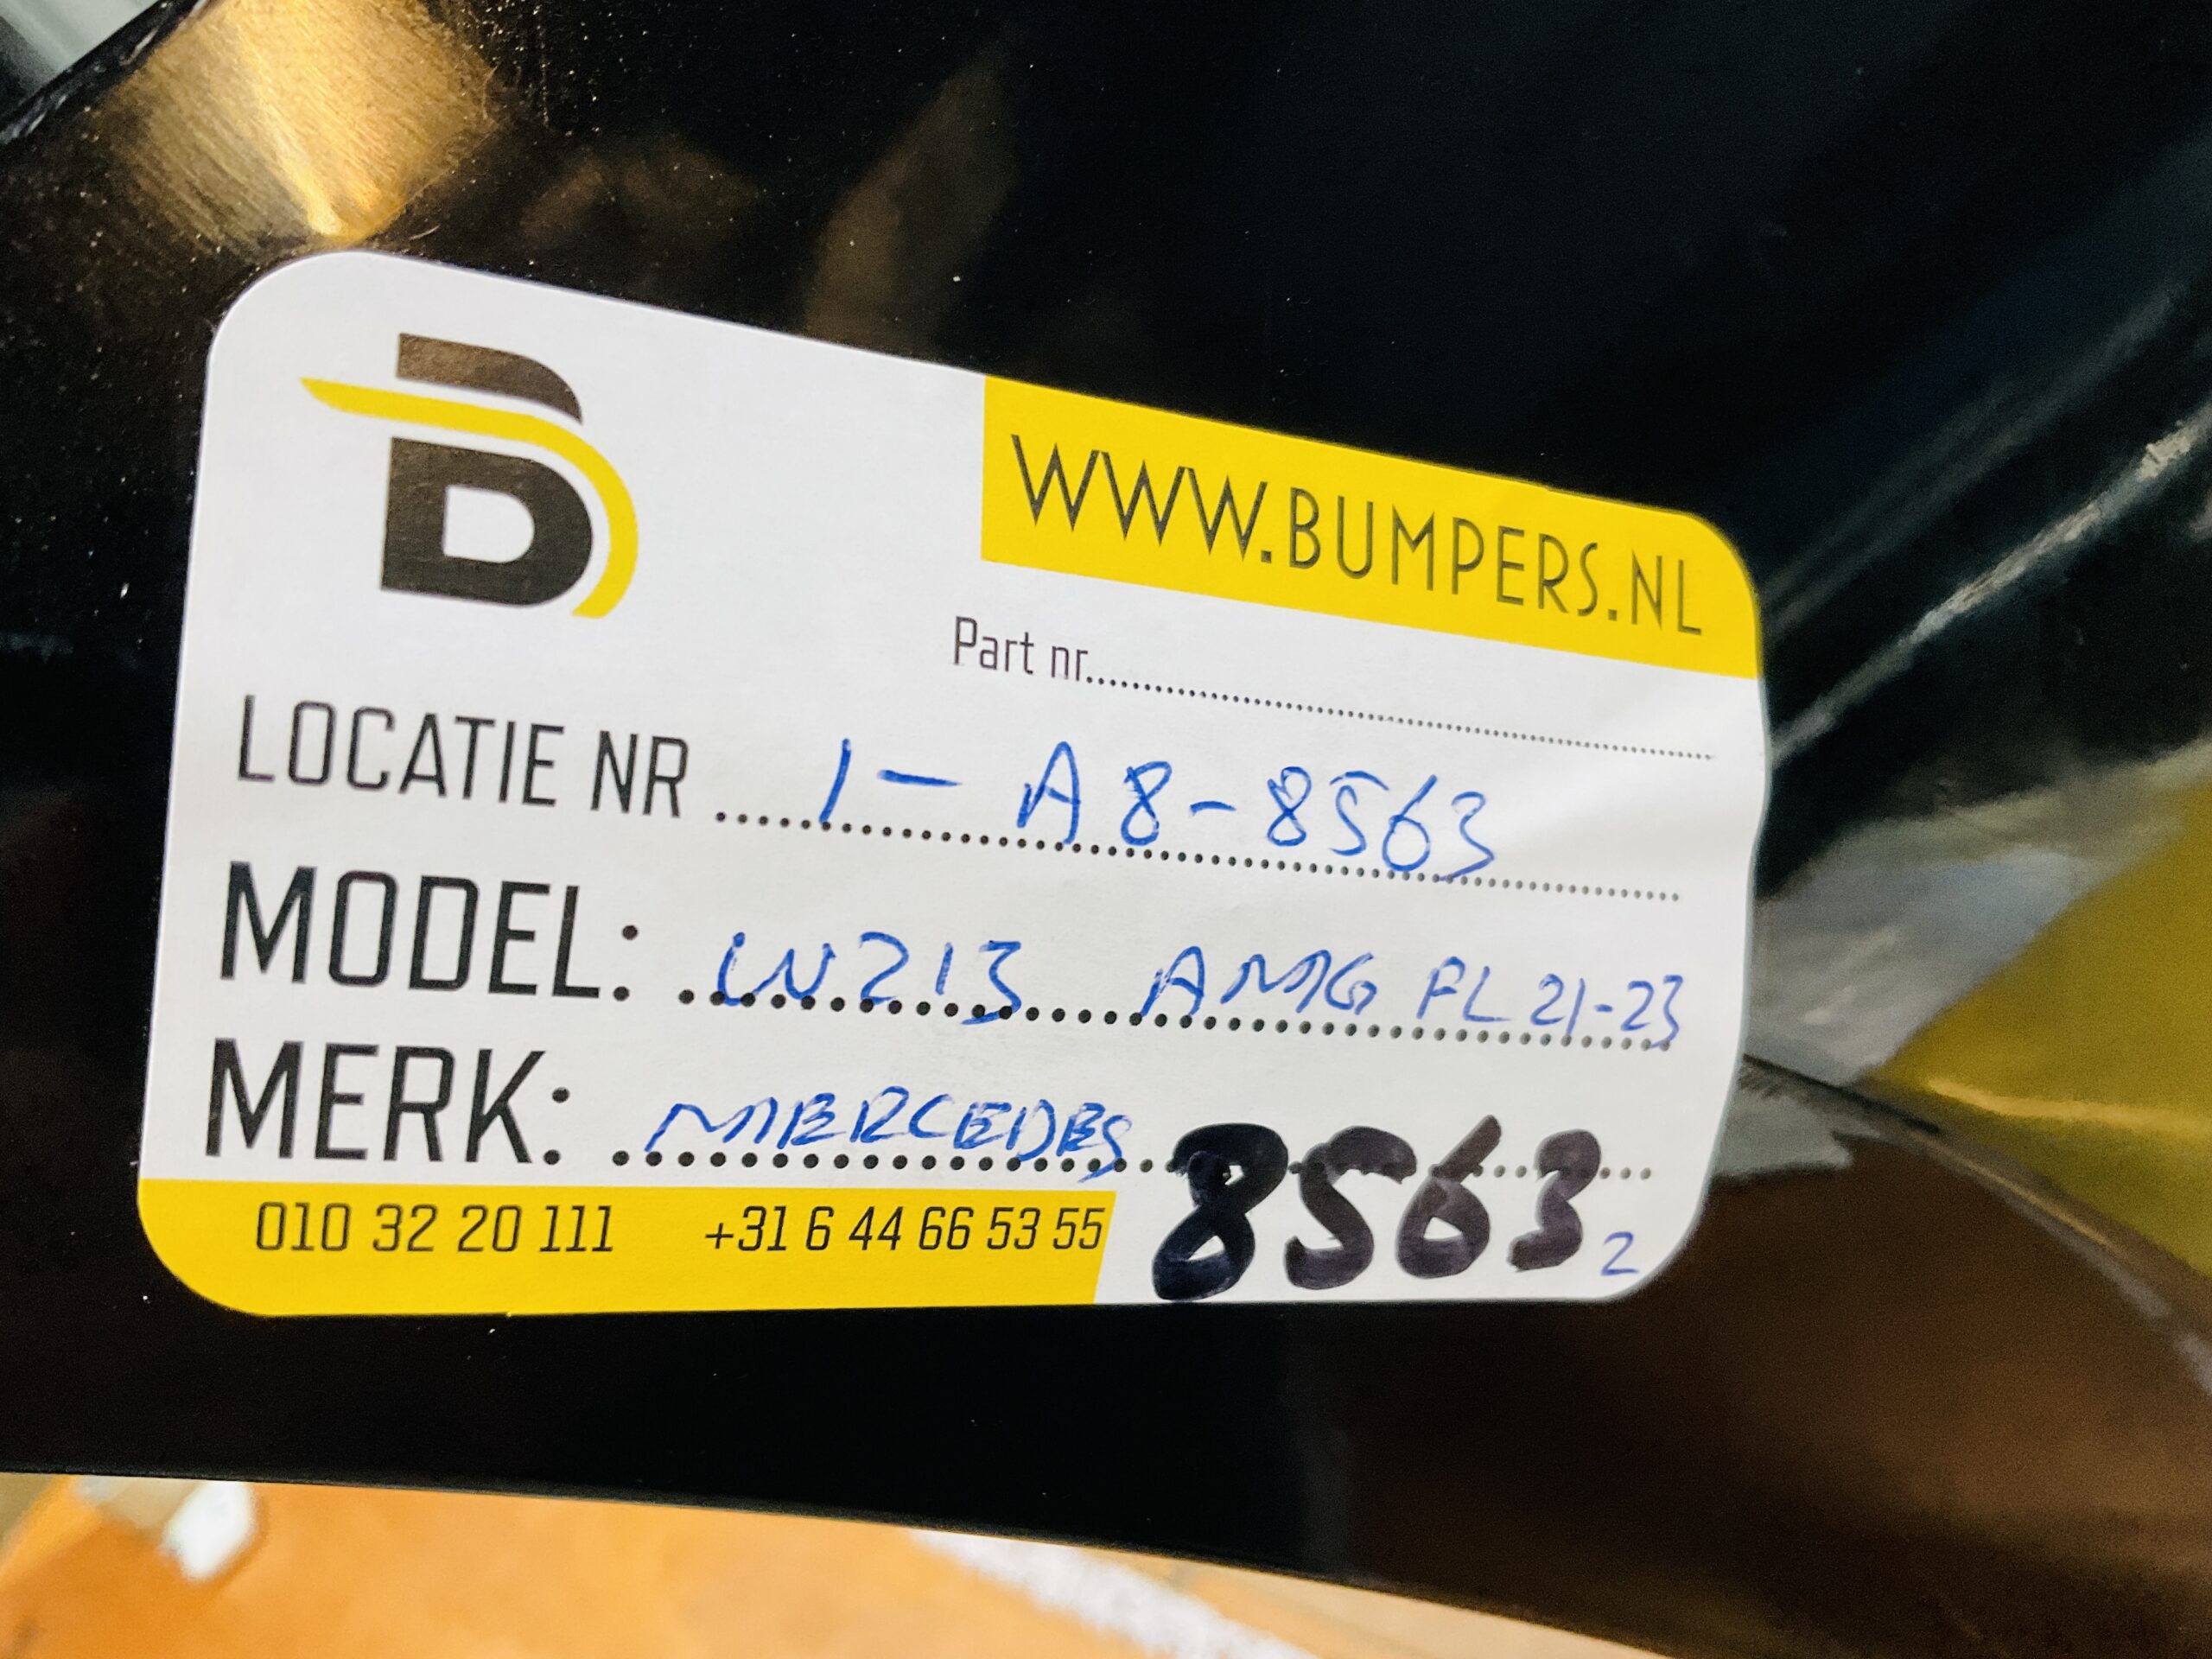 B
WWW.BUMPERS.NL
Part nr..........
LOCATIE NR ..... 1-A8-8563
MODEL: W213 AMG FL 21-23
MERK: MERCEDES
010 32 20 111 +31 6 44 66 53 55 8563 2